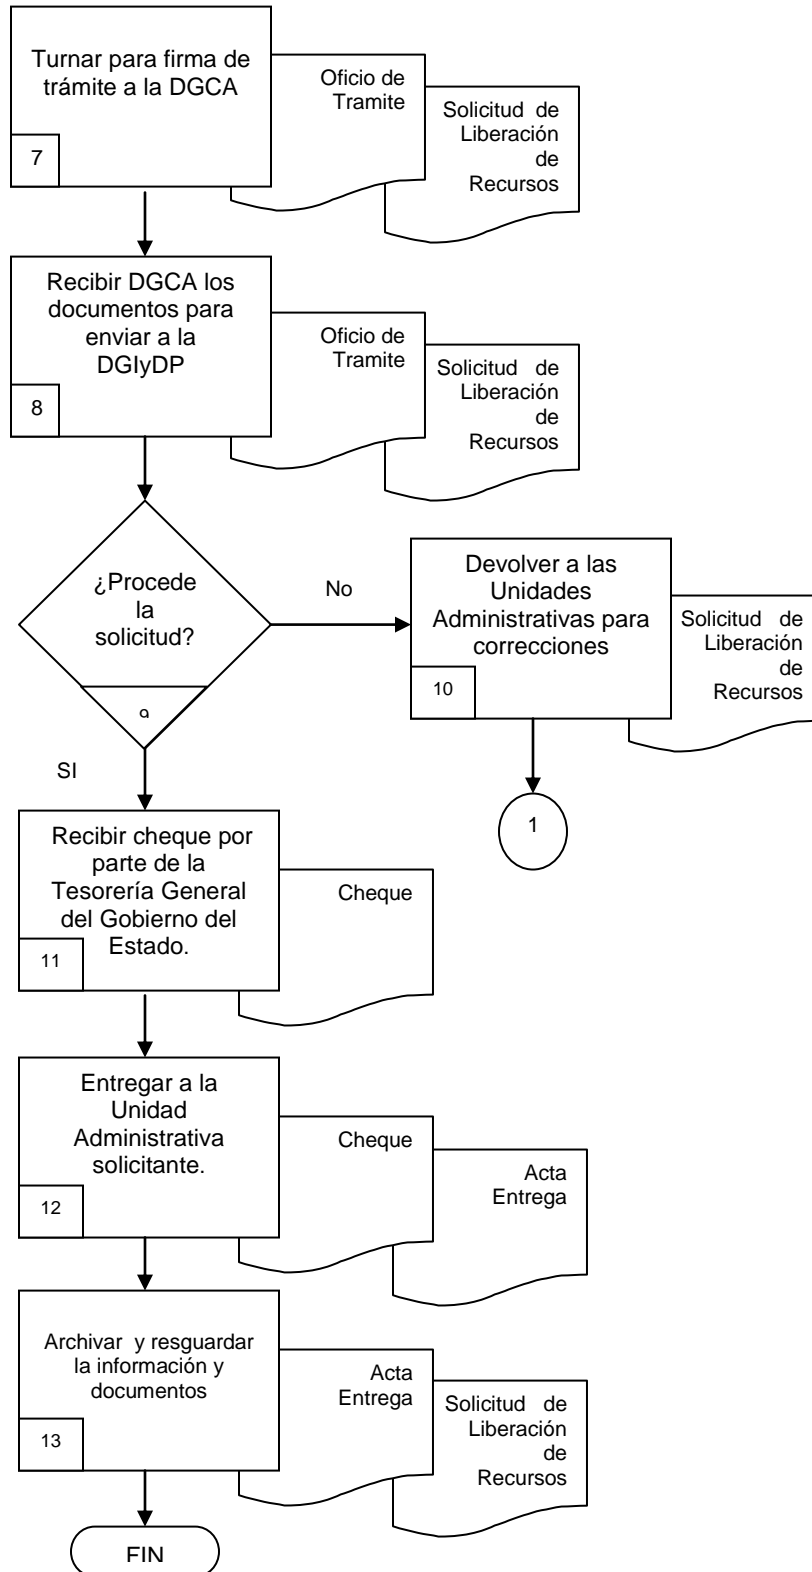 Turnar para firma de
trámite a la DGCA
7
Oficio de
Tramite
Solicitud de
Liberación
de
Recursos
Recibir DGCA los
documentos para
enviar a la
DGIyDP
8
Oficio de
Tramite
Solicitud de
Liberación
de
Recursos
¿Procede
la
solicitud?
9
No
Devolver a las
Unidades
Administrativas para
correcciones
10
Solicitud de
Liberación
de
Recursos
1
SI
Recibir cheque por
parte de la
Tesorería General
del Gobierno del
Estado.
11
Cheque
Entregar a la
Unidad
Administrativa
solicitante.
12
Cheque
Acta
Entrega
Archivar y resguardar
la información y
documentos
13
Acta
Entrega
Solicitud de
Liberación
de
Recursos
FIN